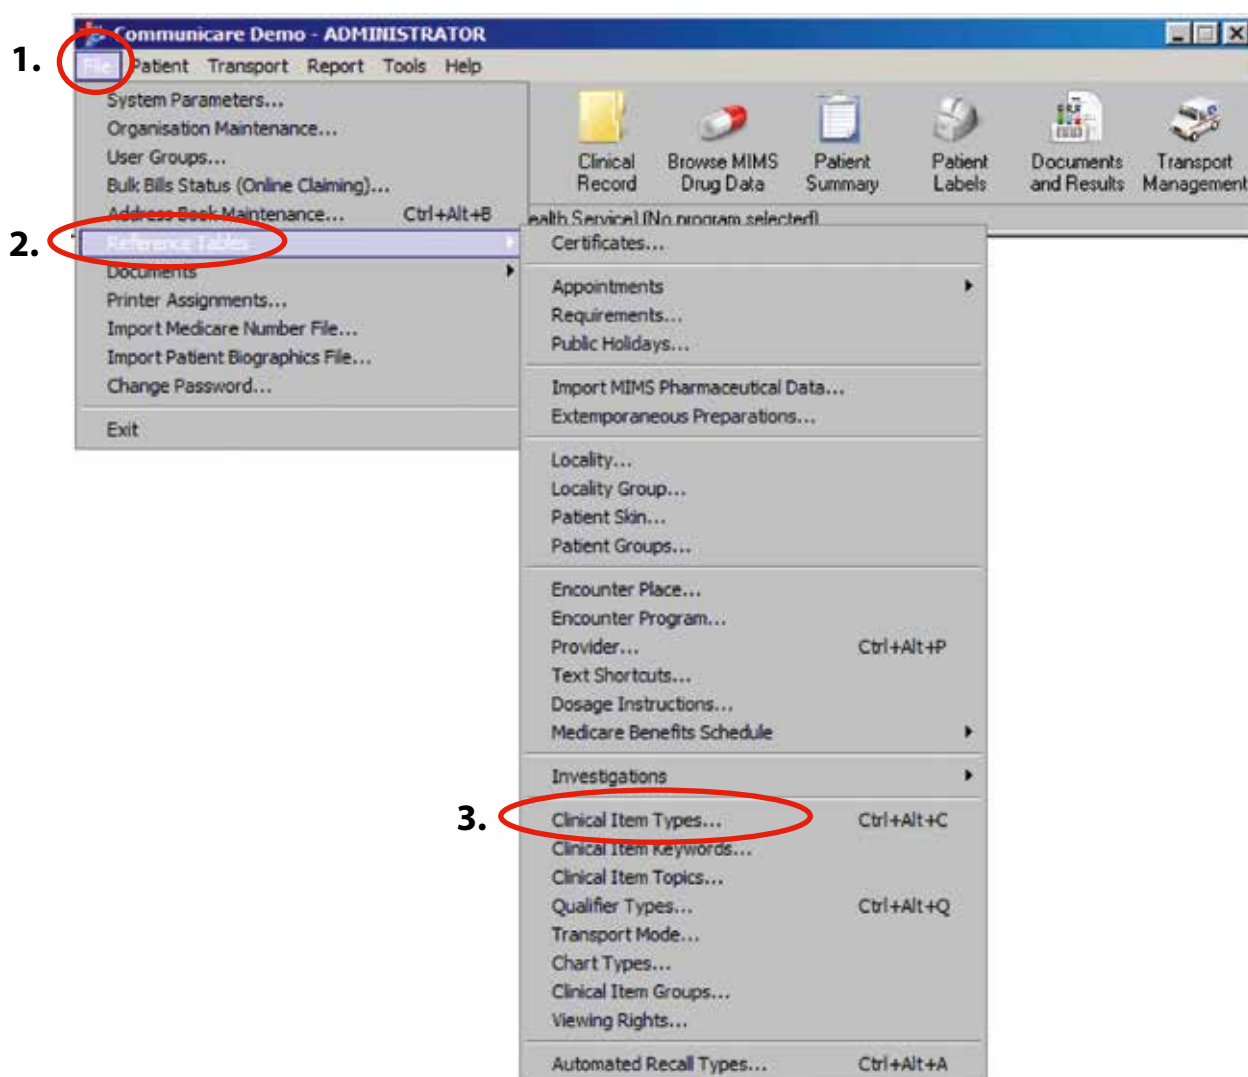 Communicare Demo - ADMINISTRATOR
1.
File Patient Transport Report Tools Help
System Parameters...
Organisation Maintenance...
User Groups...
Bulk Bills Status (Online Claiming)...
Address Book Maintenance... Ctrl+Alt+B
2.
Reference Tables
Documents
Printer Assignments...
Import Medicare Number File...
Import Patient Biographics File...
Change Password...
Exit
Clinical Record
Browse MIMS Drug Data
Patient Summary
Patient Labels
Documents and Results
Transport Management
ealth Service) (No program selected)
Certificates...
Appointments
Requirements...
Public Holidays...
Import MIMS Pharmaceutical Data...
Extemporaneous Preparations...
Locality...
Locality Group...
Patient Skin...
Patient Groups...
Encounter Place...
Encounter Program...
Provider... Ctrl+Alt+P
Text Shortcuts...
Dosage Instructions...
Medicare Benefits Schedule
Investigations
3.
Clinical Item Types... Ctrl+Alt+C
Clinical Item Keywords...
Clinical Item Topics...
Qualifier Types... Ctrl+Alt+Q
Transport Mode...
Chart Types...
Clinical Item Groups...
Viewing Rights...
Automated Recall Types... Ctrl+Alt+A